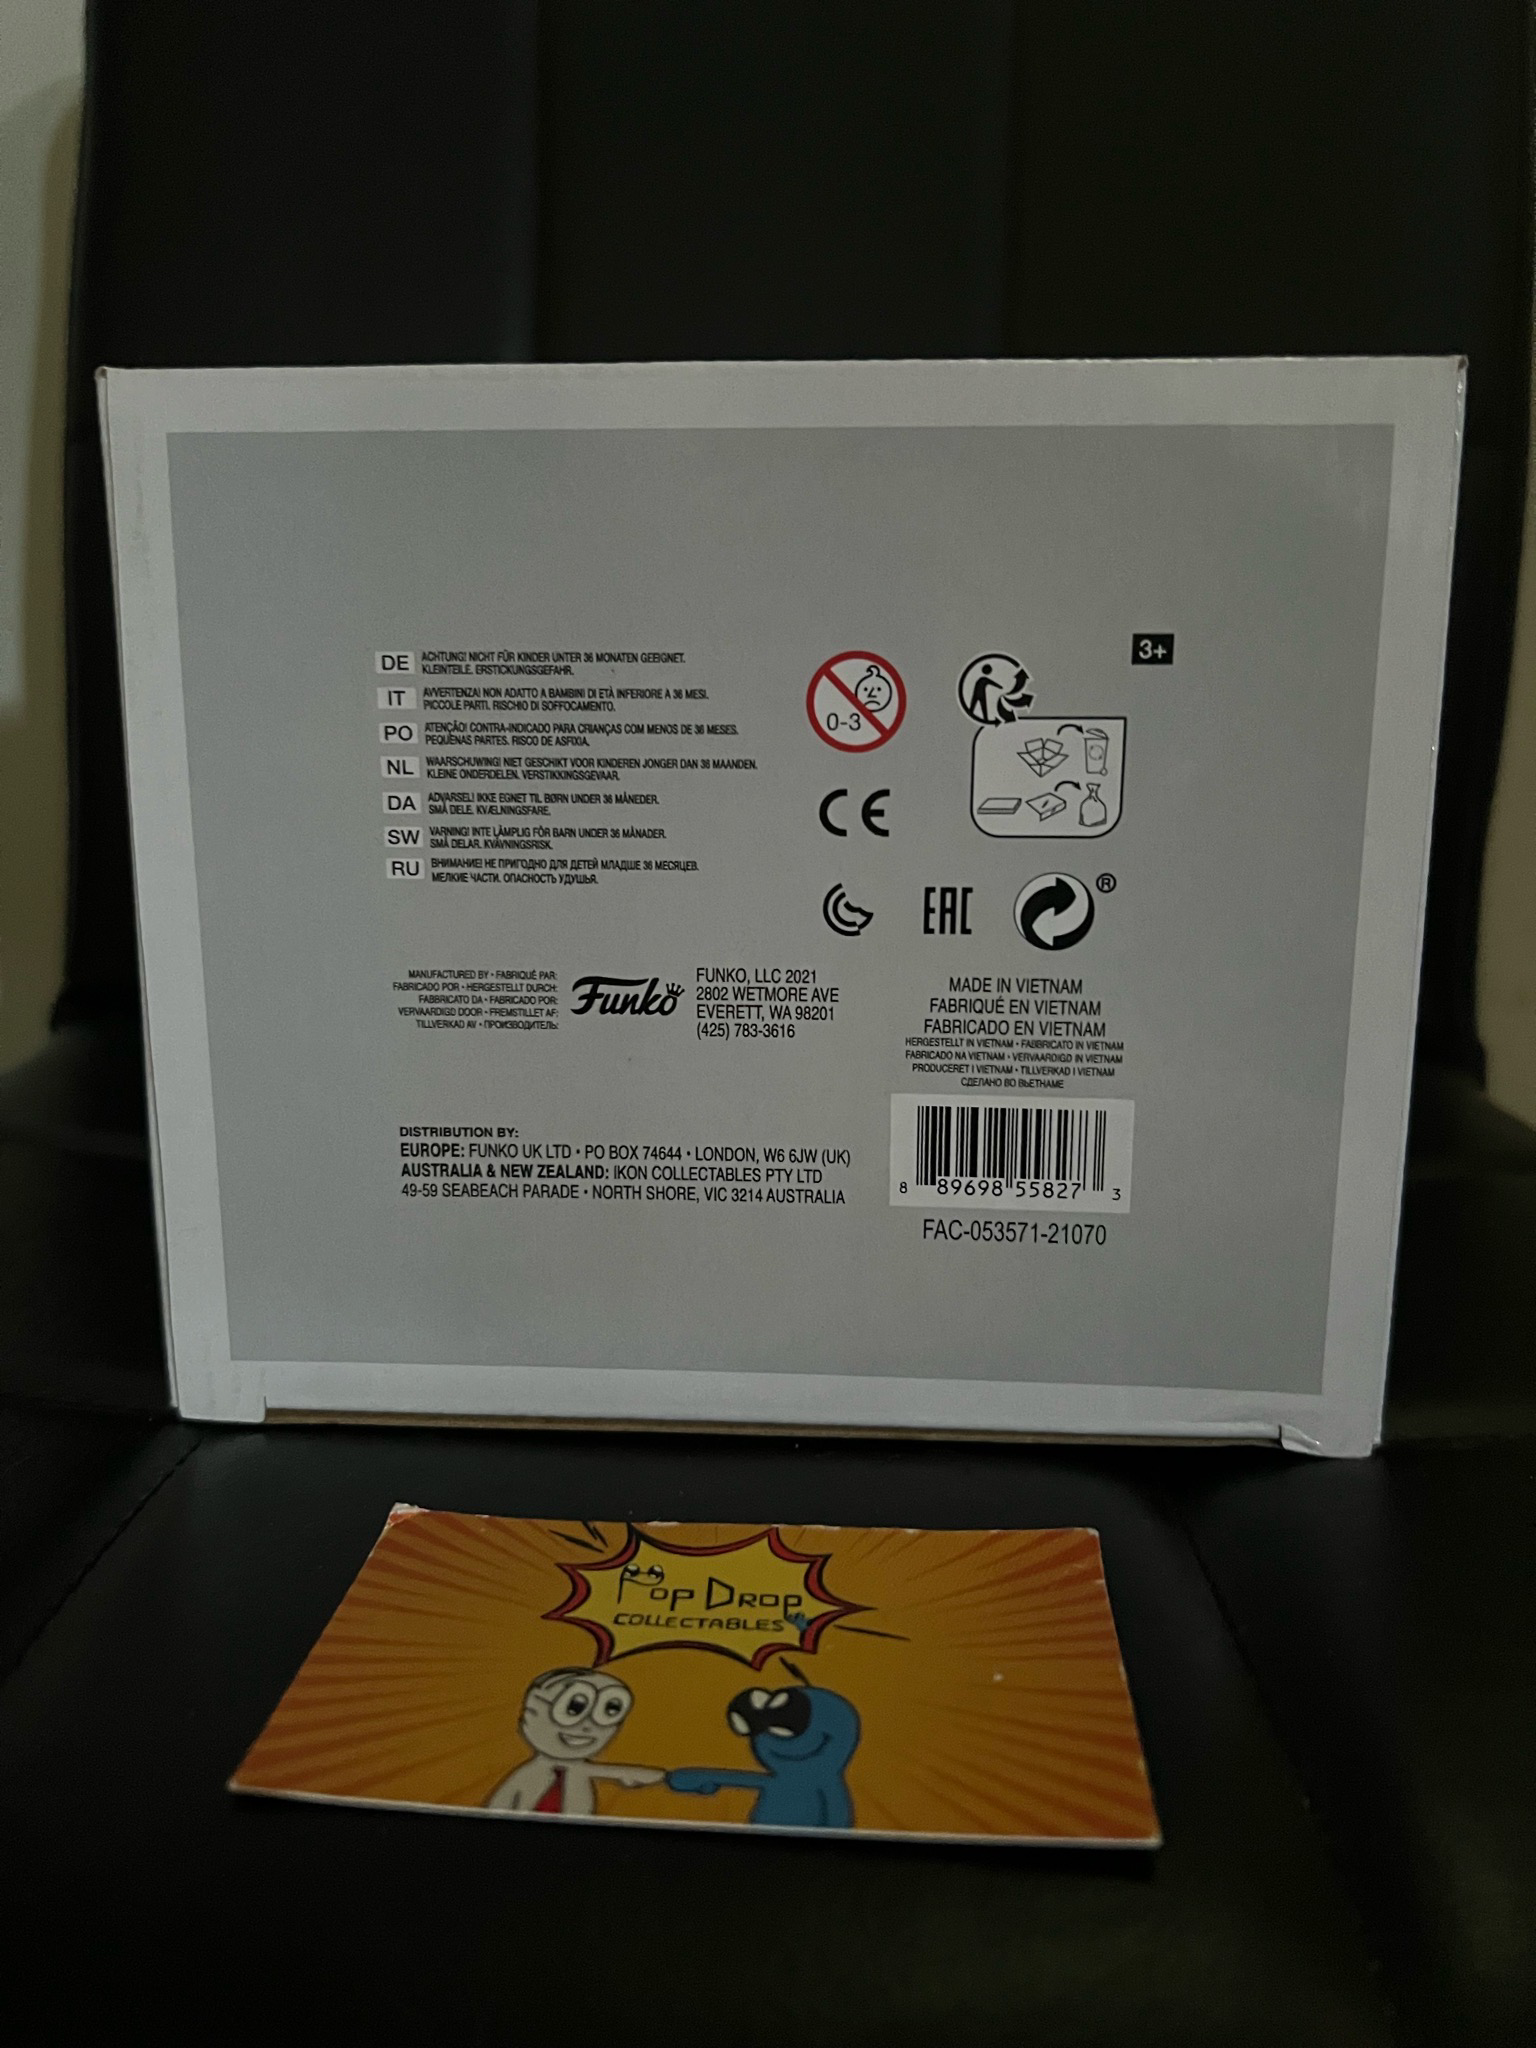 DE ACHTUNG! NICHT FÜR KINDER UNTER 36 MONATEN GEEIGNET.
KLEINTEILE. ERSTICKUNGSGEFAHR.
IT AVVERTENZA! NON ADATTO A BAMBINI DI ETÀ INFERIORE A 36 MESI.
PICCOLE PARTI. RISCHIO DI SOFFOCAMENTO.
PO ATENÇÃO! CONTRA-INDICADO PARA CRIANÇAS COM MENOS DE 36 MESES.
PEQUENAS PARTES. RISCO DE ASFIXIA.
NL WAARSCHUWING! NIET GESCHIKT VOOR KINDEREN JONGER DAN 36 MAANDEN.
KLEINE ONDERDELEN. VERSTIKKINGSGEVAAR.
DA ADVARSEL! IKKE EGNET TIL BØRN UNDER 36 MÅNEDER.
SMÅ DELE. KVÆLNINGSFARE.
SW VARNING! INTE LÄMPLIG FÖR BARN UNDER 36 MÅNADER.
SMÅ DELAR. KVÄVNINGSRISK.
RU ВНИМАНИЕ! НЕ ПРИГОДНО ДЛЯ ДЕТЕЙ МЛАДШЕ 36 МЕСЯЦЕВ.
МЕЛКИЕ ЧАСТИ. ОПАСНОСТЬ УДУШЬЯ.
0-3
3+
CE
EAC
®
MANUFACTURED BY • FABRIQUÉ PAR:
FABRICADO POR • HERGESTELLT DURCH:
FABBRICATO DA • FABRICADO POR:
VERVAARDIGD DOOR • FREMSTILLET AF:
TILLVERKAD AV • ПРОИЗВОДИТЕЛЬ:
Funko
FUNKO, LLC 2021
2802 WETMORE AVE
EVERETT, WA 98201
(425) 783-3616
MADE IN VIETNAM
FABRIQUÉ EN VIETNAM
FABRICADO EN VIETNAM
HERGESTELLT IN VIETNAM • FABBRICATO IN VIETNAM
FABRICADO NA VIETNAM • VERVAARDIGD IN VIETNAM
PRODUCERET I VIETNAM • TILLVERKAD I VIETNAM
СДЕЛАНО ВО ВЬЕТНАМЕ
DISTRIBUTION BY:
EUROPE: FUNKO UK LTD • PO BOX 74644 • LONDON, W6 6JW (UK)
AUSTRALIA & NEW ZEALAND: IKON COLLECTABLES PTY LTD
49-59 SEABEACH PARADE • NORTH SHORE, VIC 3214 AUSTRALIA
8 89698 55827 3
FAC-053571-21070
POP DROP
COLLECTABLES